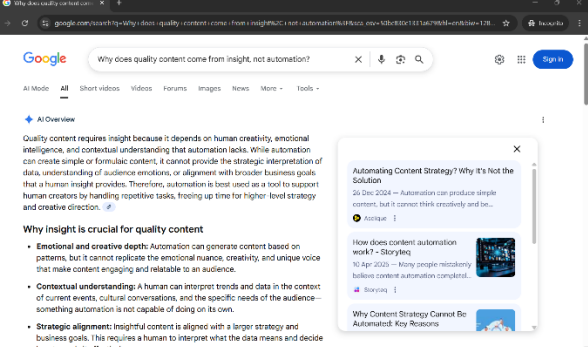 Why does quality content com
google.com/search?q=Why+does+quality+content+come+from+insight%2C+not+automation%3F&sca_esv=
Incognito
Google
Why does quality content come from insight, not automation?
Sign in
AI Mode All Short videos Videos Forums Images News More Tools
AI Overview
Quality content requires insight because it depends on human creativity, emotional
intelligence, and contextual understanding that automation lacks. While automation
can create simple or formulaic content, it cannot provide the strategic interpretation of
data, understanding of audience emotions, or alignment with broader business goals
that a human insight provides. Therefore, automation is best used as a tool to support
human creators by handling repetitive tasks, freeing up time for higher-level strategy
and creative direction.
Why insight is crucial for quality content
• Emotional and creative depth: Automation can generate content based on
patterns, but it cannot replicate the emotional nuance, creativity, and unique voice
that make content engaging and relatable to an audience.
• Contextual understanding: A human can interpret trends and data in the context
of current events, cultural conversations, and the specific needs of the audience—
something automation is not capable of doing on its own.
• Strategic alignment: Insightful content is aligned with a larger strategy and
business goals. This requires a human to interpret what the data means and decide
Automating Content Strategy? Why It's Not the
Solution
26 Dec 2024 — Automation can produce simple
content, but it cannot think creatively and be...
How does content automation
work? - Storyteq
10 Apr 2025 — Many people mistakenly
believe content automation completel...
Storyteq
Why Content Strategy Cannot Be
Automated: Key Reasons